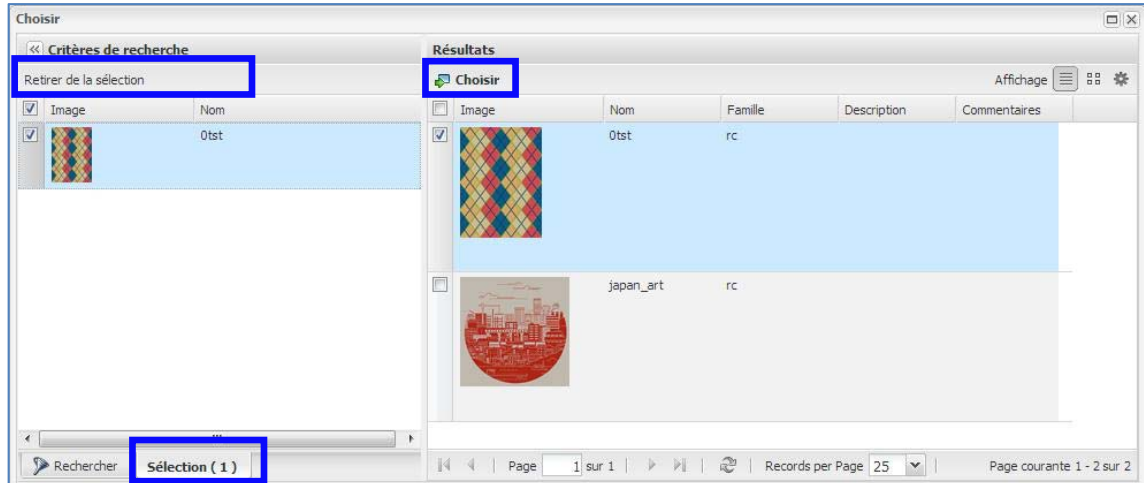 Choisir
Critères de recherche
Résultats
Retirer de la sélection
Choisir
Affichage
Image Nom
Image Nom Famille Description Commentaires
0tst
0tst rc
japan_art rc
Rechercher Sélection ( 1 )
Page 1 sur 1 Records per Page 25 Page courante 1 - 2 sur 2